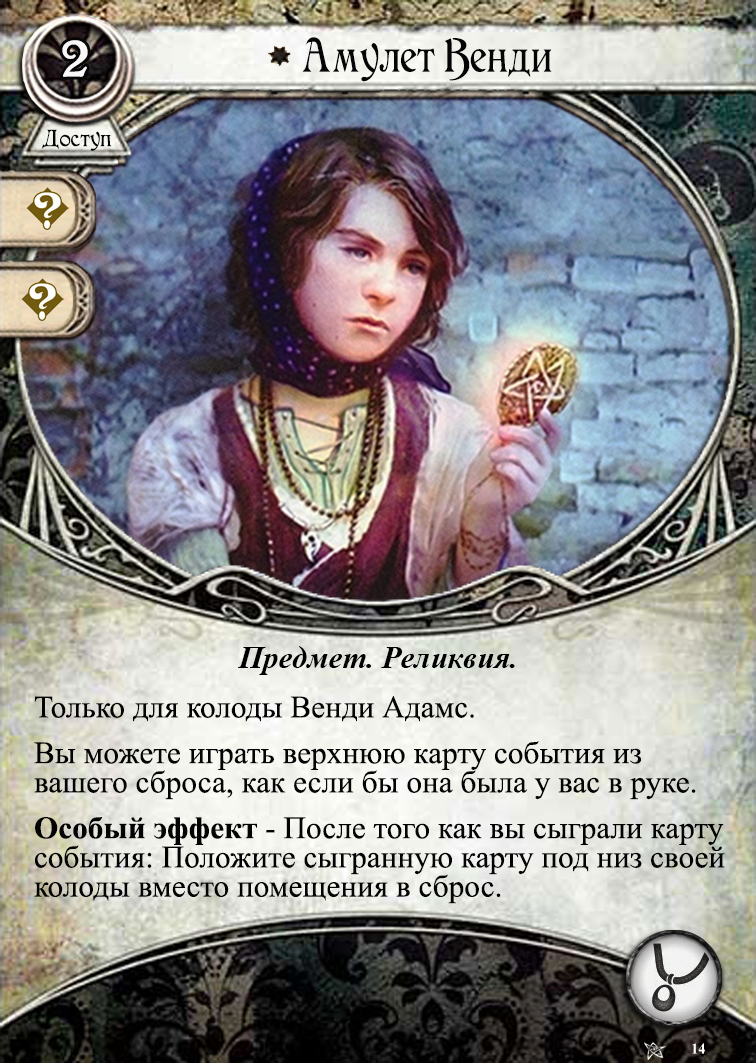 2
Амулет Венди
Доступ
?
?
Предмет. Реликвия.
Только для колоды Венди Адамс.
Вы можете играть верхнюю карту события из
вашего сброса, как если бы она была у вас в руке.
Особый эффект - После того как вы сыграли карту
события: Положите сыгранную карту под низ своей
колоды вместо помещения в сброс.
14